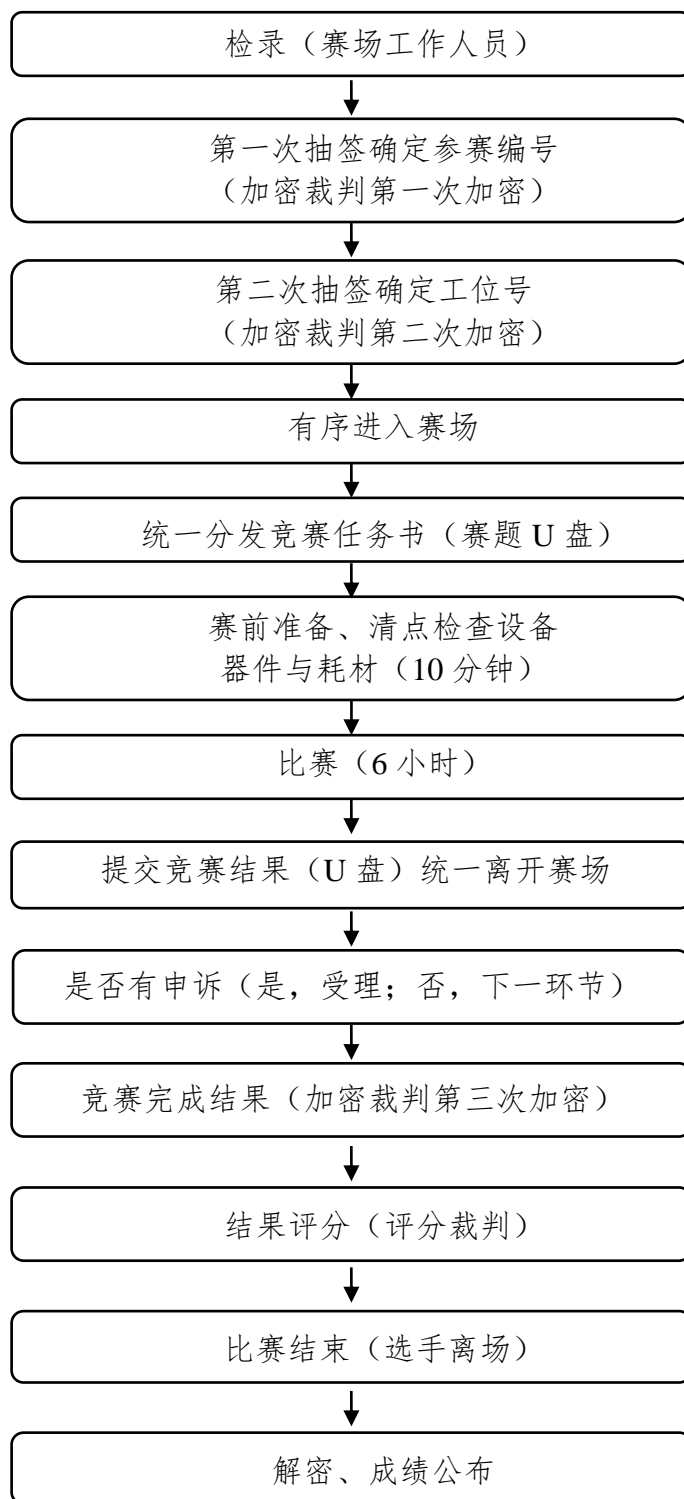 检录（赛场工作人员）
第一次抽签确定参赛编号
（加密裁判第一次加密）
第二次抽签确定工位号
（加密裁判第二次加密）
有序进入赛场
统一分发竞赛任务书（赛题 U 盘）
赛前准备、清点检查设备
器件与耗材（10 分钟）
比赛（6 小时）
提交竞赛结果（U 盘）统一离开赛场
是否有申诉（是，受理；否，下一环节）
竞赛完成结果（加密裁判第三次加密）
结果评分（评分裁判）
比赛结束（选手离场）
解密、成绩公布